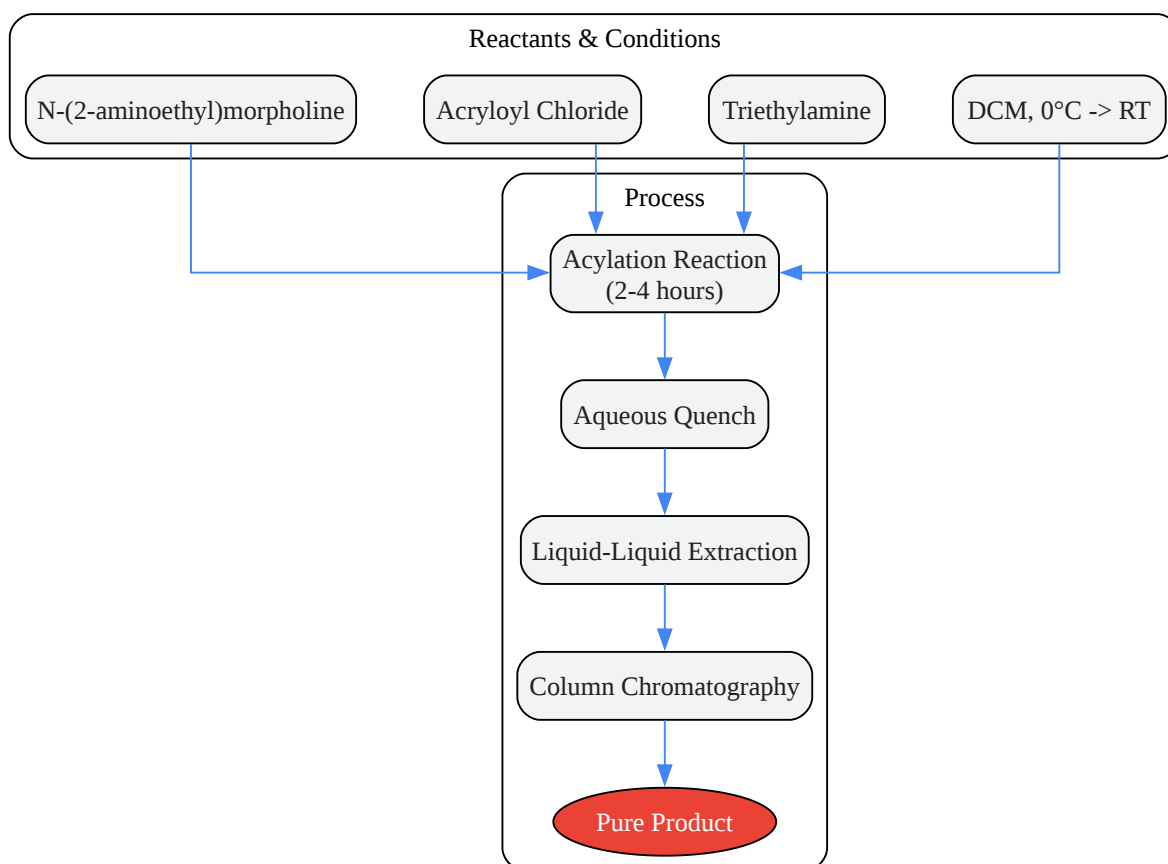 Reactants & Conditions
N-(2-aminoethyl)morpholine
Acryloyl Chloride
Triethylamine
DCM, 0°C -> RT
Process
Acylation Reaction
(2-4 hours)
Aqueous Quench
Liquid-Liquid Extraction
Column Chromatography
Pure Product